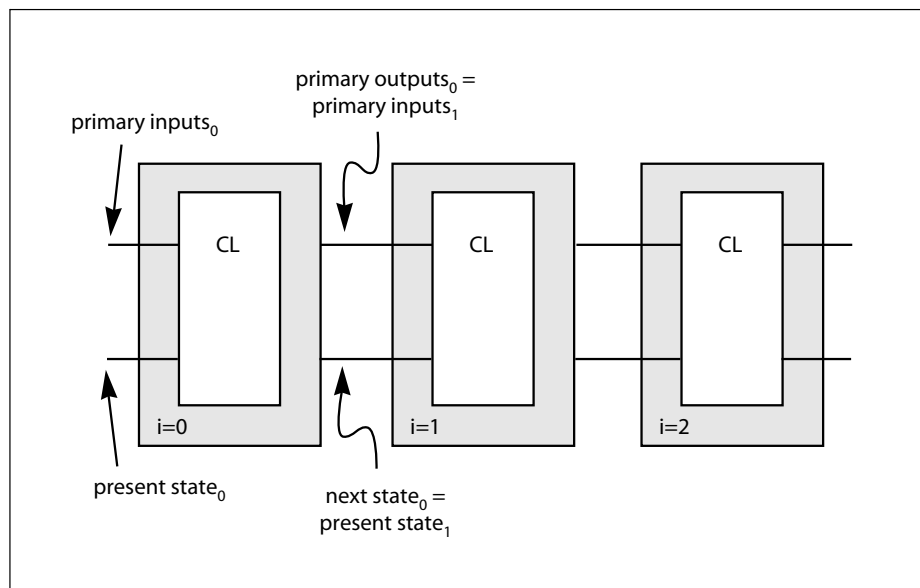 primary outputs₀ =
primary inputs₁
primary inputs₀
CL
CL
CL
i=0
i=1
i=2
present state₀
next state₀ =
present state₁